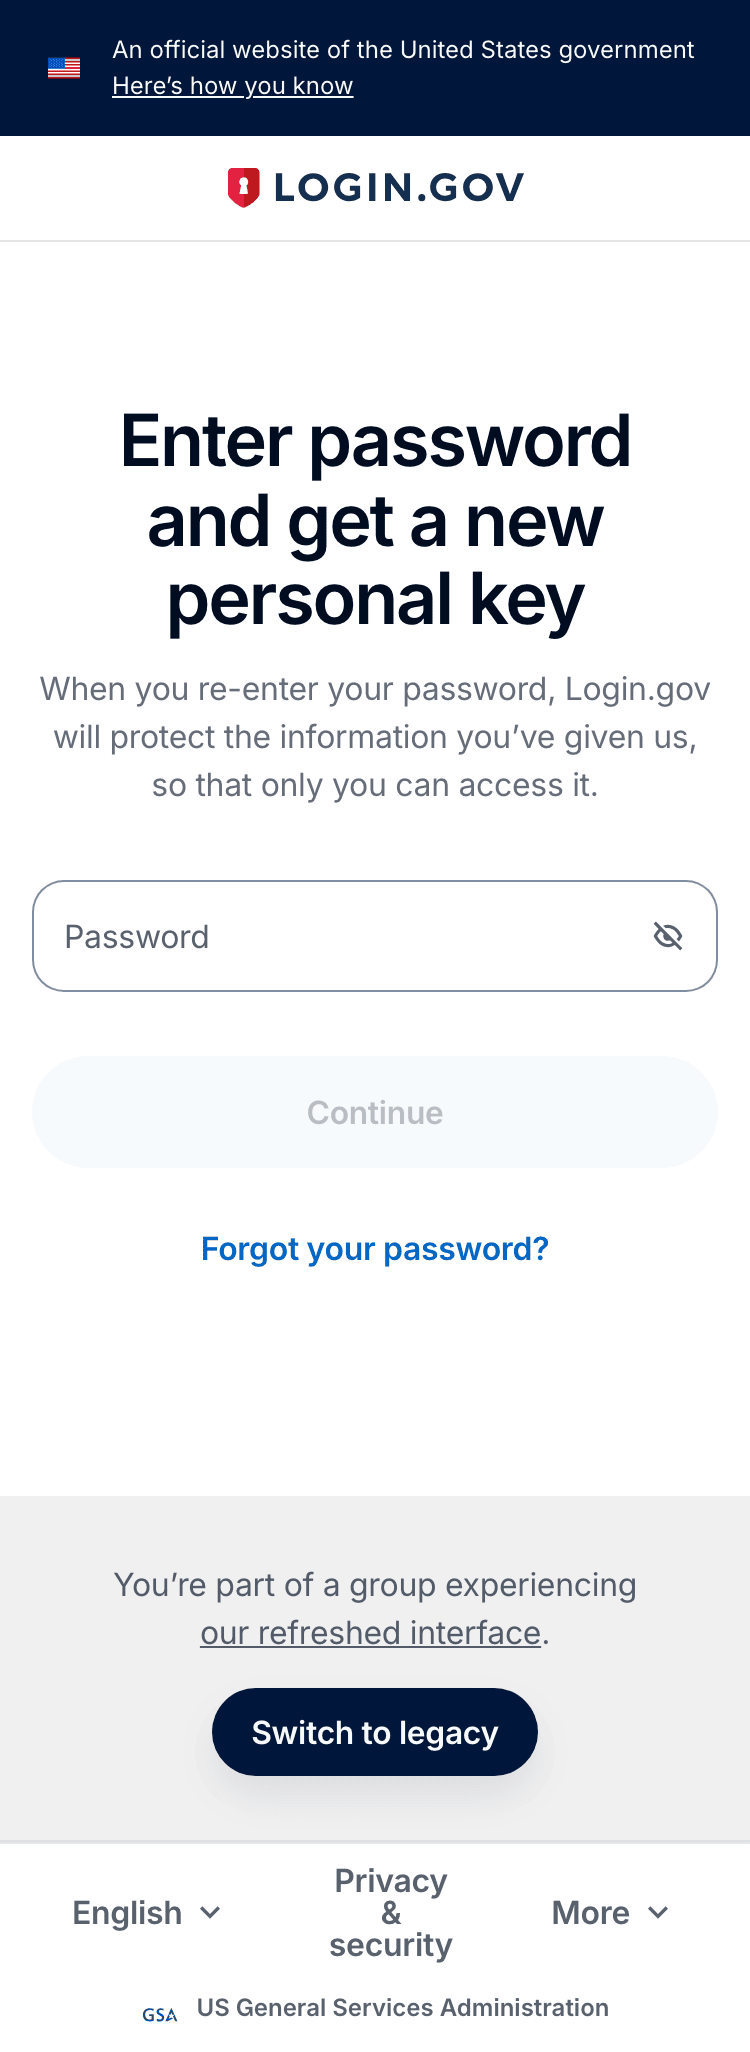 An official website of the United States government
Here’s how you know
LOGIN.GOV
Enter password
and get a new
personal key
When you re-enter your password, Login.gov
will protect the information you’ve given us,
so that only you can access it.
Password
Continue
Forgot your password?
You’re part of a group experiencing
our refreshed interface.
Switch to legacy
English
Privacy
&
security
More
GSA
US General Services Administration